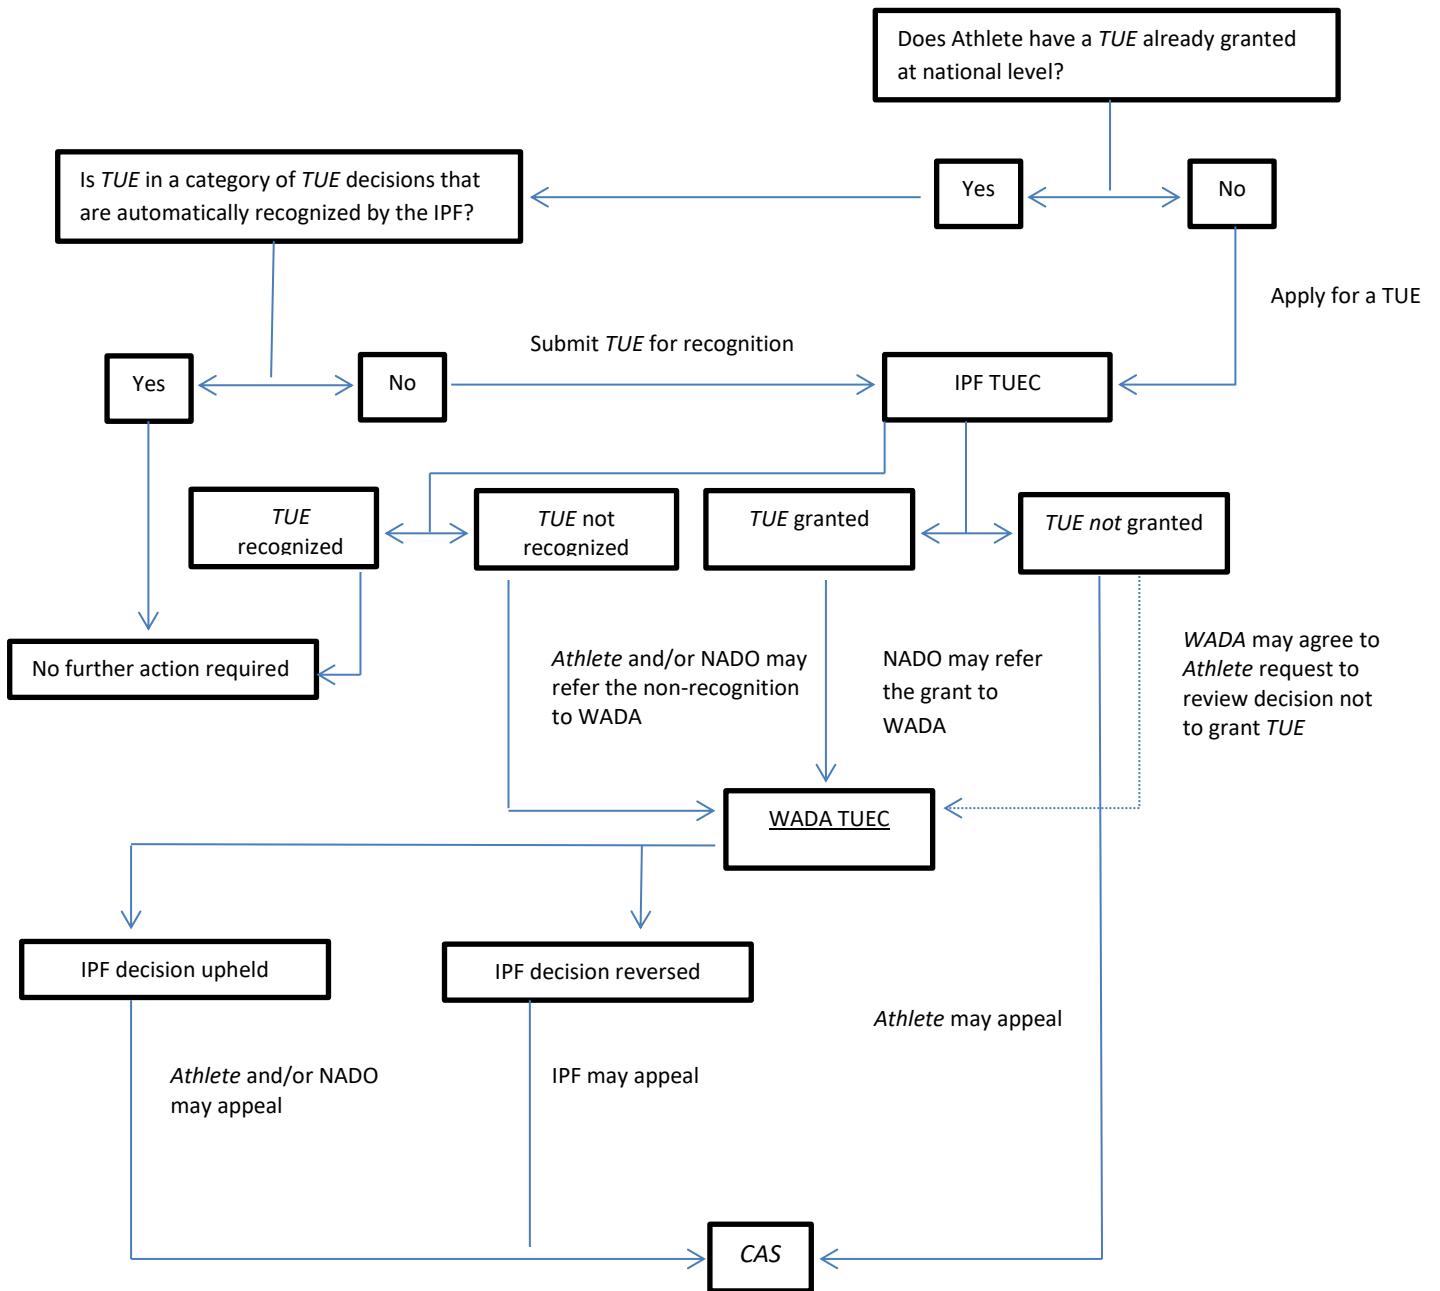 Does Athlete have a TUE already granted
at national level?
Is TUE in a category of TUE decisions that
are automatically recognized by the IPF?
Yes
No
Apply for a TUE
Submit TUE for recognition
Yes
No
IPF TUEC
TUE
recognized
TUE not
recognized
TUE granted
TUE not granted
No further action required
Athlete and/or NADO may
refer the non-recognition
to WADA
NADO may refer
the grant to
WADA
WADA may agree to
Athlete request to
review decision not
to grant TUE
WADA TUEC
IPF decision upheld
IPF decision reversed
Athlete may appeal
Athlete and/or NADO
may appeal
IPF may appeal
CAS